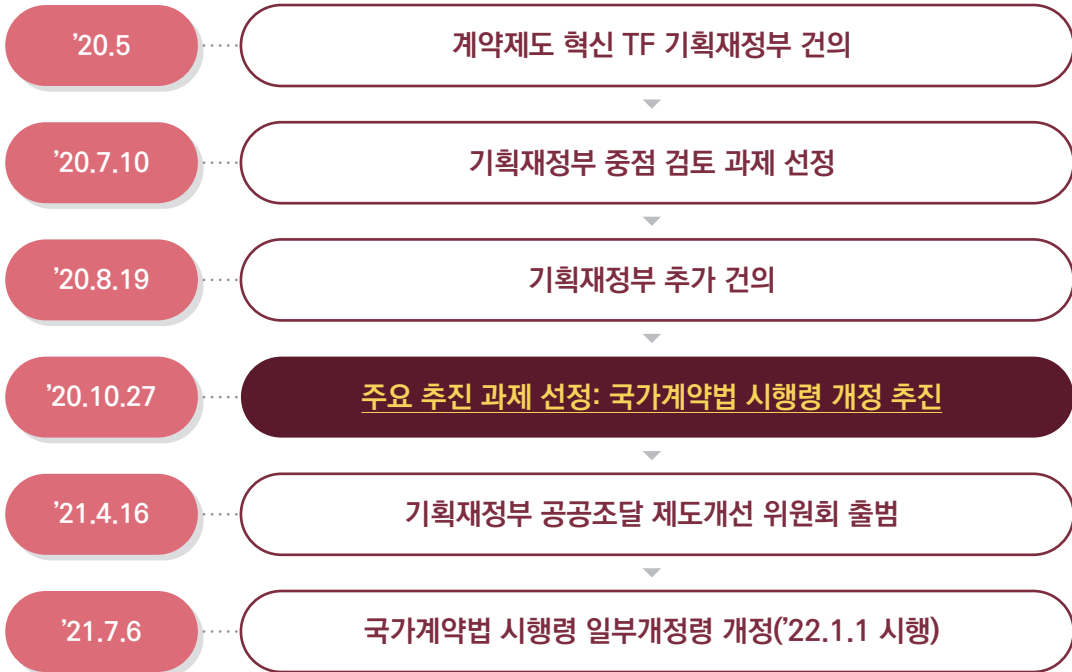 ’20.5
계약제도 혁신 TF 기획재정부 건의
’20.7.10
기획재정부 중점 검토 과제 선정
’20.8.19
기획재정부 추가 건의
’20.10.27
주요 추진 과제 선정: 국가계약법 시행령 개정 추진
’21.4.16
기획재정부 공공조달 제도개선 위원회 출범
’21.7.6
국가계약법 시행령 일부개정령 개정(’22.1.1 시행)